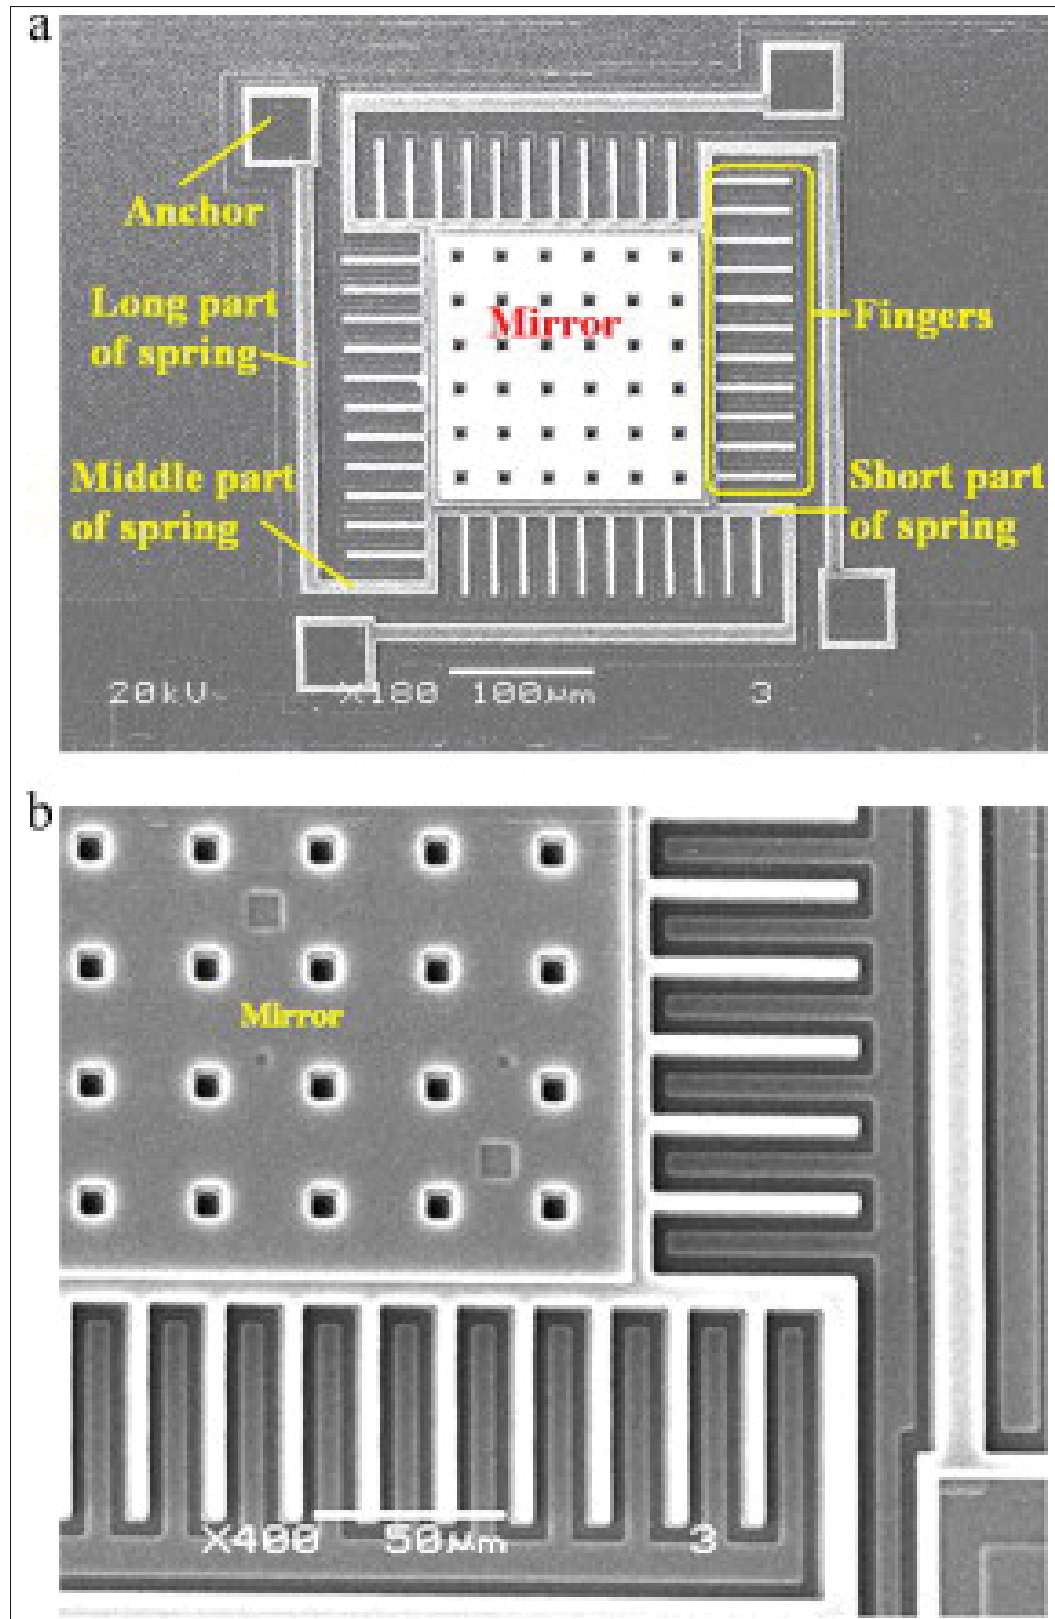 a
Anchor
Long part
of spring
Mirror
Fingers
Middle part
of spring
Short part
of spring
20kV
X180 100μm 3
b
Mirror
X400 50μm 3